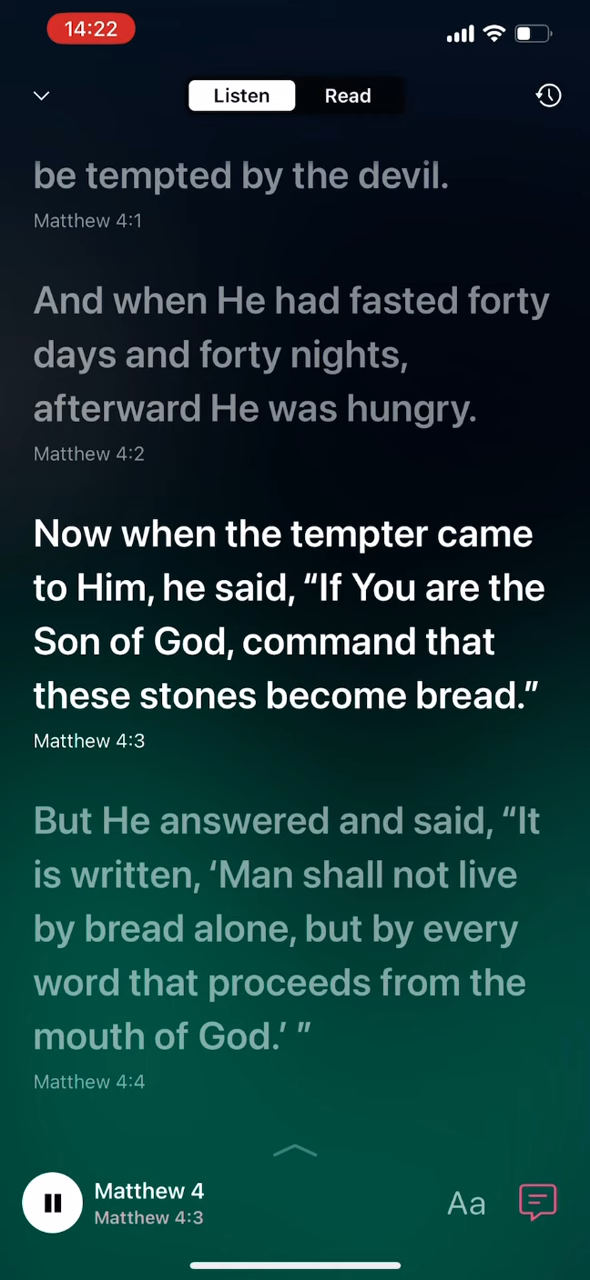 14:22
Listen
Read
be tempted by the devil.
Matthew 4:1
And when He had fasted forty
days and forty nights,
afterward He was hungry.
Matthew 4:2
Now when the tempter came
to Him, he said, “If You are the
Son of God, command that
these stones become bread.”
Matthew 4:3
But He answered and said, “It
is written, ‘Man shall not live
by bread alone, but by every
word that proceeds from the
mouth of God.’ ”
Matthew 4:4
Matthew 4
Matthew 4:3
Aa